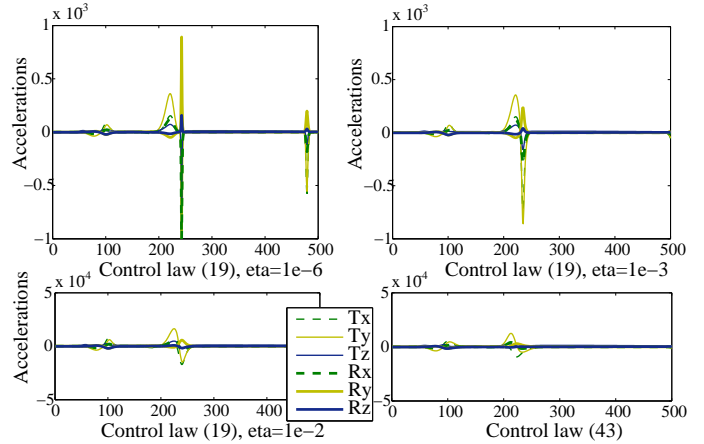 x 10³
x 10³
1
1
Accelerations
Accelerations
0.5
0.5
0
0
−0.5
−0.5
−1
−1
0 100 200 300 400 500
0 100 200 300 400 500
Control law (19), eta=1e−6
Control law (19), eta=1e−3
x 10⁴
x 10⁴
5
5
Accelerations
Accelerations
0
0
−5
−5
Tx
Ty
Tz
Rx
Ry
Rz
0 100 200 300
0 100 200 300 400 500
Control law (19), eta=1e−2
Control law (43)